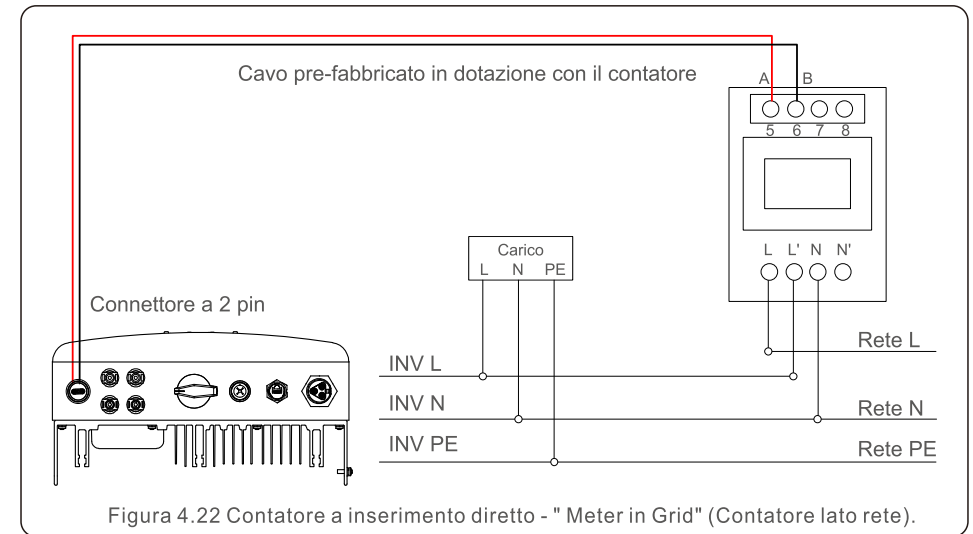 Cavo pre-fabbricato in dotazione con il contatore
A B
5 6 7 8
Carico
L N PE
L L' N N'
Connettore a 2 pin
Rete L
INV L
INV N
Rete N
INV PE
Rete PE
Figura 4.22 Contatore a inserimento diretto - " Meter in Grid" (Contatore lato rete).